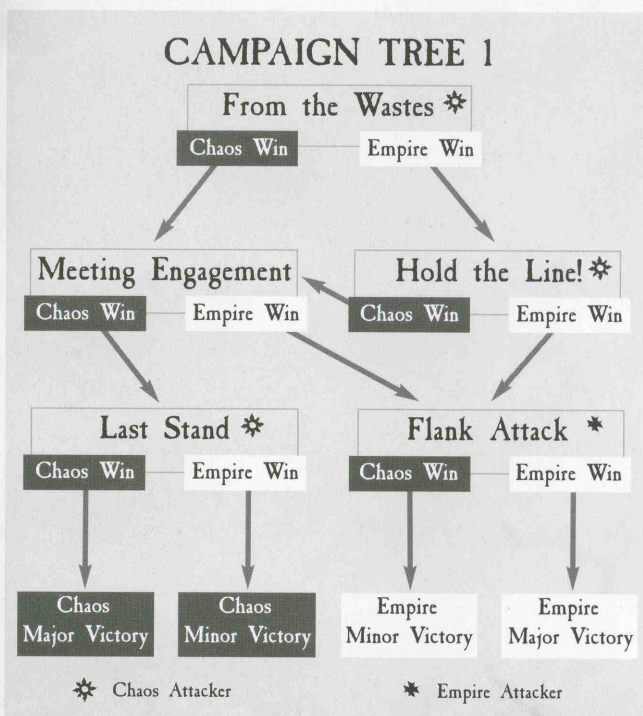 CAMPAIGN TREE 1
From the Wastes
Chaos Win Empire Win
Meeting Engagement Hold the Line!
Chaos Win Empire Win Chaos Win Empire Win
Last Stand Flank Attack
Chaos Win Empire Win Chaos Win Empire Win
Chaos Chaos Empire Empire
Major Victory Minor Victory Minor Victory Major Victory
Chaos Attacker Empire Attacker